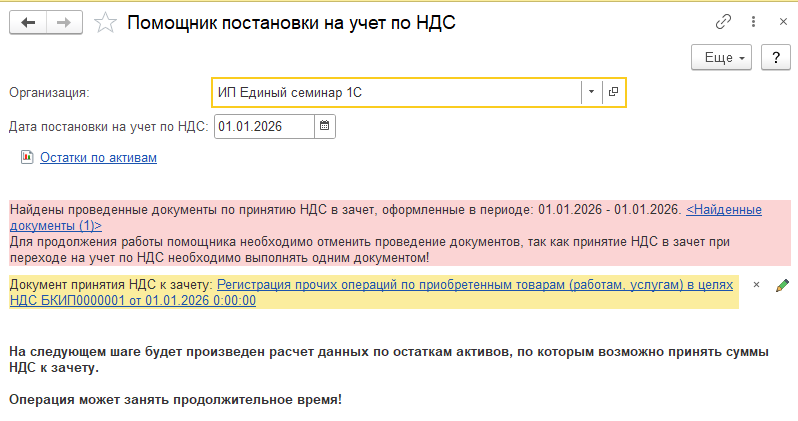 Помощник постановки на учет по НДС
Еще ?
Организация: ИП Единый семинар 1С
Дата постановки на учет по НДС: 01.01.2026
Остатки по активам
Найдены проведенные документы по принятию НДС в зачет, оформленные в периоде: 01.01.2026 - 01.01.2026. <Найденные
документы (1)>
Для продолжения работы помощника необходимо отменить проведение документов, так как принятие НДС в зачет при
переходе на учет по НДС необходимо выполнять одним документом!
Документ принятия НДС к зачету: Регистрация прочих операций по приобретенным товарам (работам, услугам) в целях
НДС БКИП0000001 от 01.01.2026 0:00:00
На следующем шаге будет произведен расчет данных по остаткам активов, по которым возможно принять суммы
НДС к зачету.
Операция может занять продолжительное время!